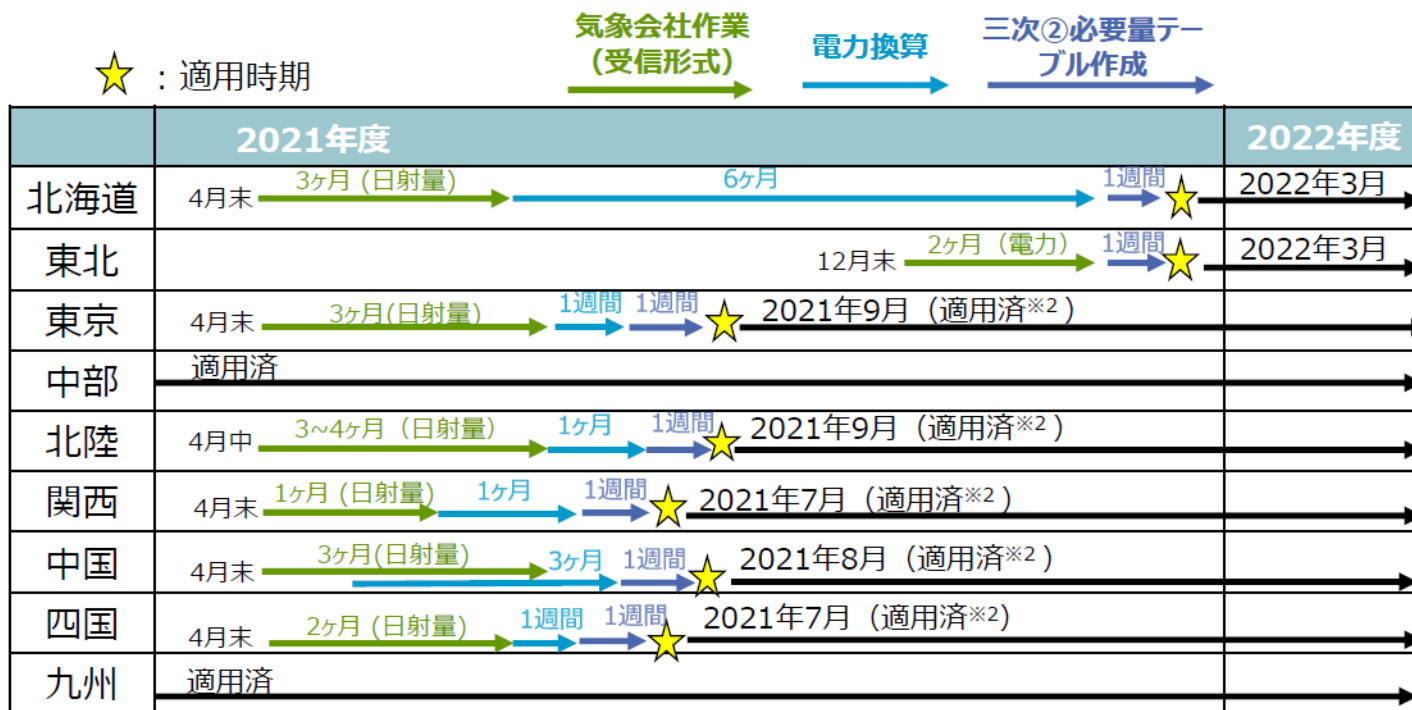 気象会社作業
(受信形式)
電力換算
三次②必要量テー
ブル作成
：適用時期
2021年度
2022年度
北海道
4月末
3ヶ月 (日射量)
6ヶ月
1週間
2022年3月
東北
12月末
2ヶ月（電力）
1週間
2022年3月
東京
4月末
3ヶ月(日射量)
1週間
1週間
2021年9月（適用済※2 ）
中部
適用済
北陸
4月中
3~4ヶ月（日射量）
1ヶ月
1週間
2021年9月（適用済※2 ）
関西
4月末
1ヶ月 (日射量)
1ヶ月
1週間
2021年7月（適用済※2 ）
中国
4月末
3ヶ月(日射量)
3ヶ月
1週間
2021年8月（適用済※2 ）
四国
4月末
2ヶ月 (日射量)
1週間
1週間
2021年7月（適用済※2）
九州
適用済